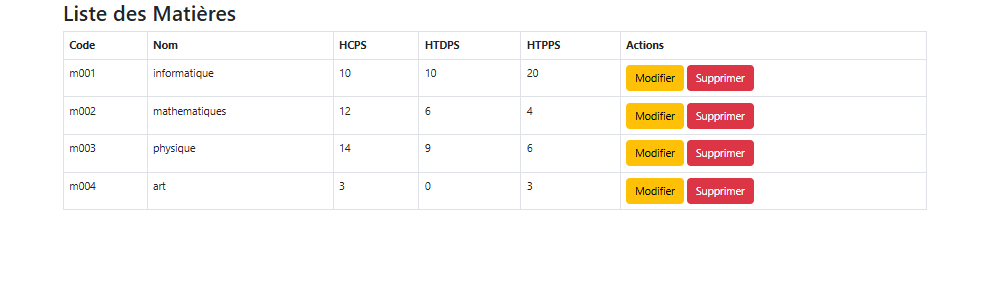 Liste des Matières
Code Nom HCPS HTDPS HTPPS Actions
m001 informatique 10 10 20 Modifier Supprimer
m002 mathematiques 12 6 4 Modifier Supprimer
m003 physique 14 9 6 Modifier Supprimer
m004 art 3 0 3 Modifier Supprimer